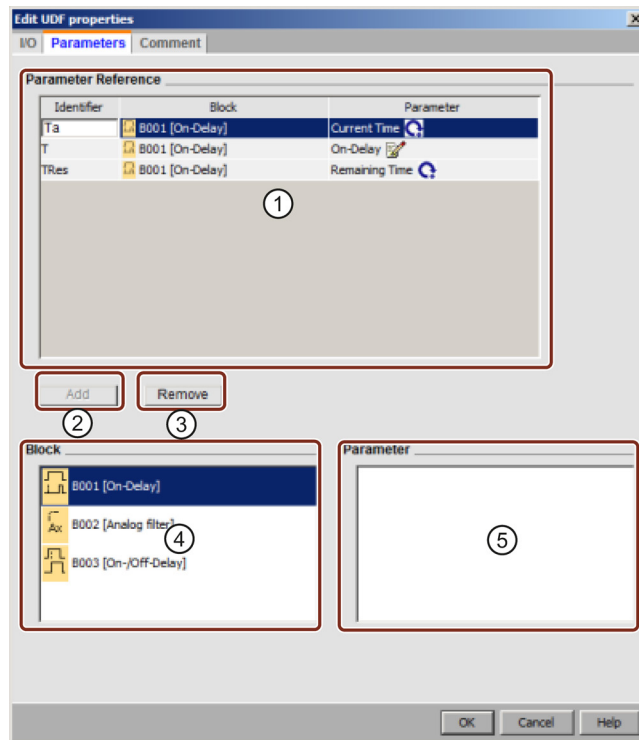 Edit UDF properties
I/O Parameters Comment
Parameter Reference
Identifier Block Parameter
Ta B001 [On-Delay] Current Time
T B001 [On-Delay] On-Delay
TRes B001 [On-Delay] Remaining Time
1
Add Remove
2 3
Block Parameter
B001 [On-Delay]
Ax B002 [Analog filter]
4 5
B003 [On-/Off-Delay]
OK Cancel Help